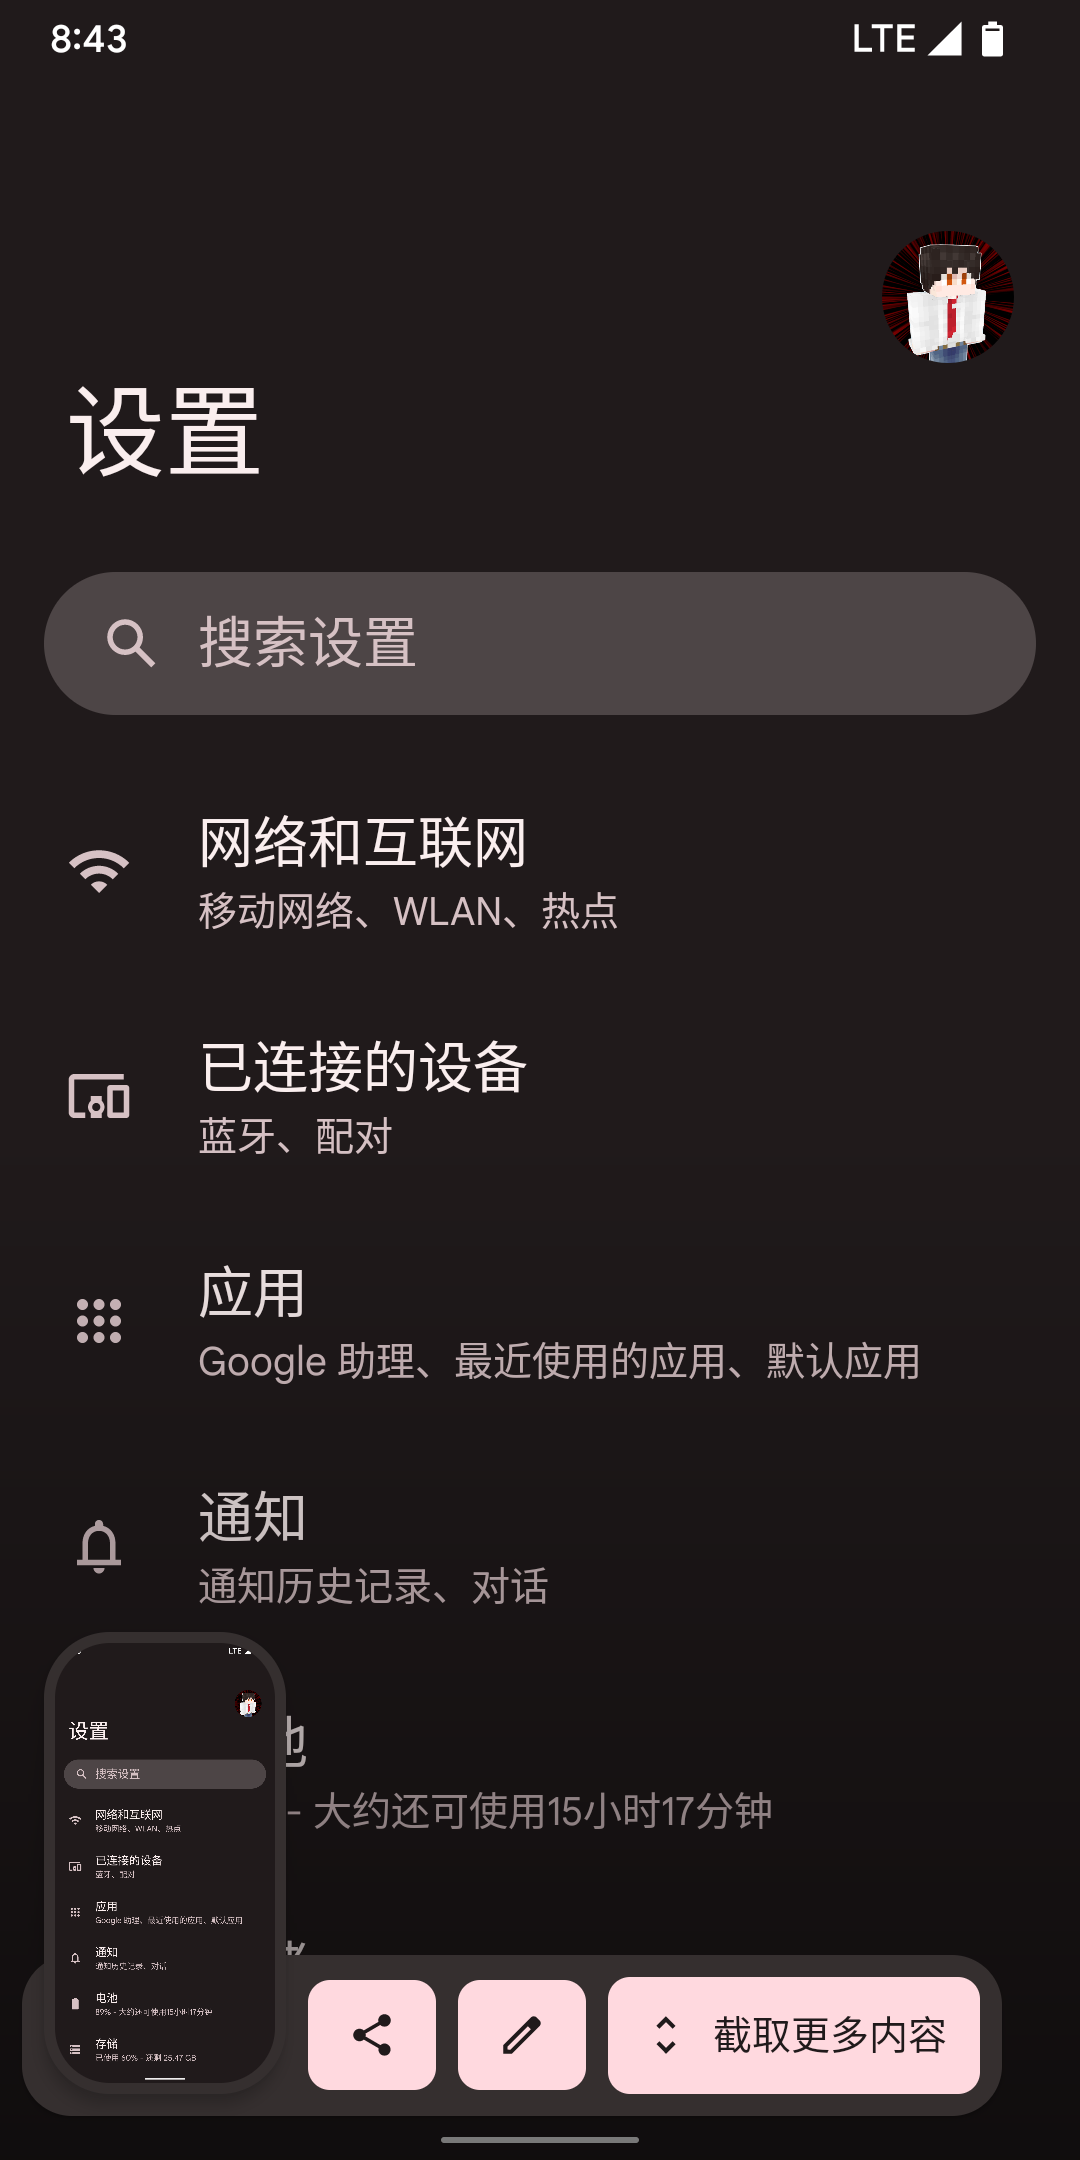 8:43 LTE
设置
搜索设置
网络和互联网
移动网络、WLAN、热点
已连接的设备
蓝牙、配对
应用
Google 助理、最近使用的应用、默认应用
通知
通知历史记录、对话
- 大约还可使用15小时17分钟
LTE
设置
搜索设置
网络和互联网
移动网络、WLAN、热点
已连接的设备
蓝牙、配对
应用
Google 助理、最近使用的应用、默认应用
通知
通知历史记录、对话
电池
89% - 大约还可使用15小时17分钟
存储
已使用 60% - 还剩 25.47 GB
截取更多内容